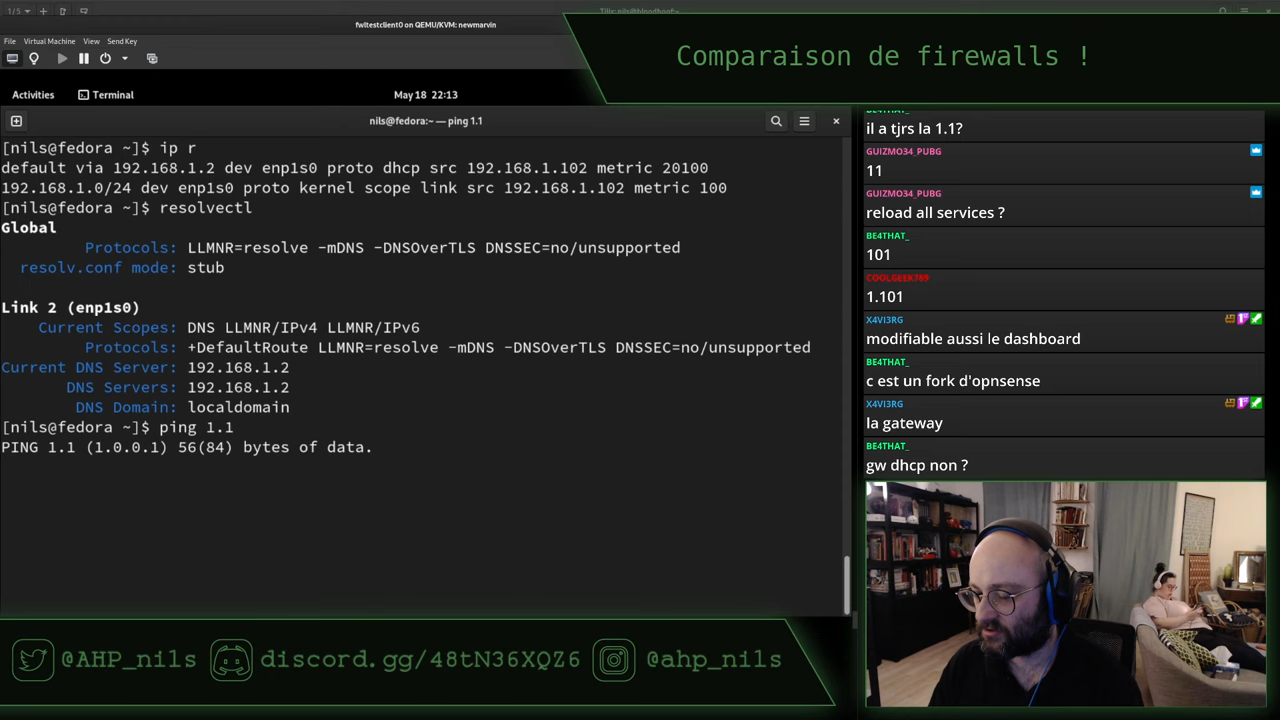 1/5
Tilix: nils@bloodhoof:~
fwltestclient0 on QEMU/KVM: newmarvin
File Virtual Machine View Send Key
Comparaison de firewalls !
Activities Terminal May 18 22:13
nils@fedora:~ — ping 1.1
[nils@fedora ~]$ ip r
default via 192.168.1.2 dev enp1s0 proto dhcp src 192.168.1.102 metric 20100
192.168.1.0/24 dev enp1s0 proto kernel scope link src 192.168.1.102 metric 100
[nils@fedora ~]$ resolvectl
Global
Protocols: LLMNR=resolve -mDNS -DNSOverTLS DNSSEC=no/unsupported
resolv.conf mode: stub
Link 2 (enp1s0)
Current Scopes: DNS LLMNR/IPv4 LLMNR/IPv6
Protocols: +DefaultRoute LLMNR=resolve -mDNS -DNSOverTLS DNSSEC=no/unsupported
Current DNS Server: 192.168.1.2
DNS Servers: 192.168.1.2
DNS Domain: localdomain
[nils@fedora ~]$ ping 1.1
PING 1.1 (1.0.0.1) 56(84) bytes of data.
BE4THAT_
il a tjrs la 1.1?
GUIZMO34_PUBG
11
GUIZMO34_PUBG
reload all services ?
BE4THAT_
101
COOLGEEK789
1.101
X4VI3RG
modifiable aussi le dashboard
BE4THAT_
c est un fork d'opnsense
X4VI3RG
la gateway
BE4THAT_
gw dhcp non ?
@AHP_nils discord.gg/48tN36XQZ6 @ahp_nils